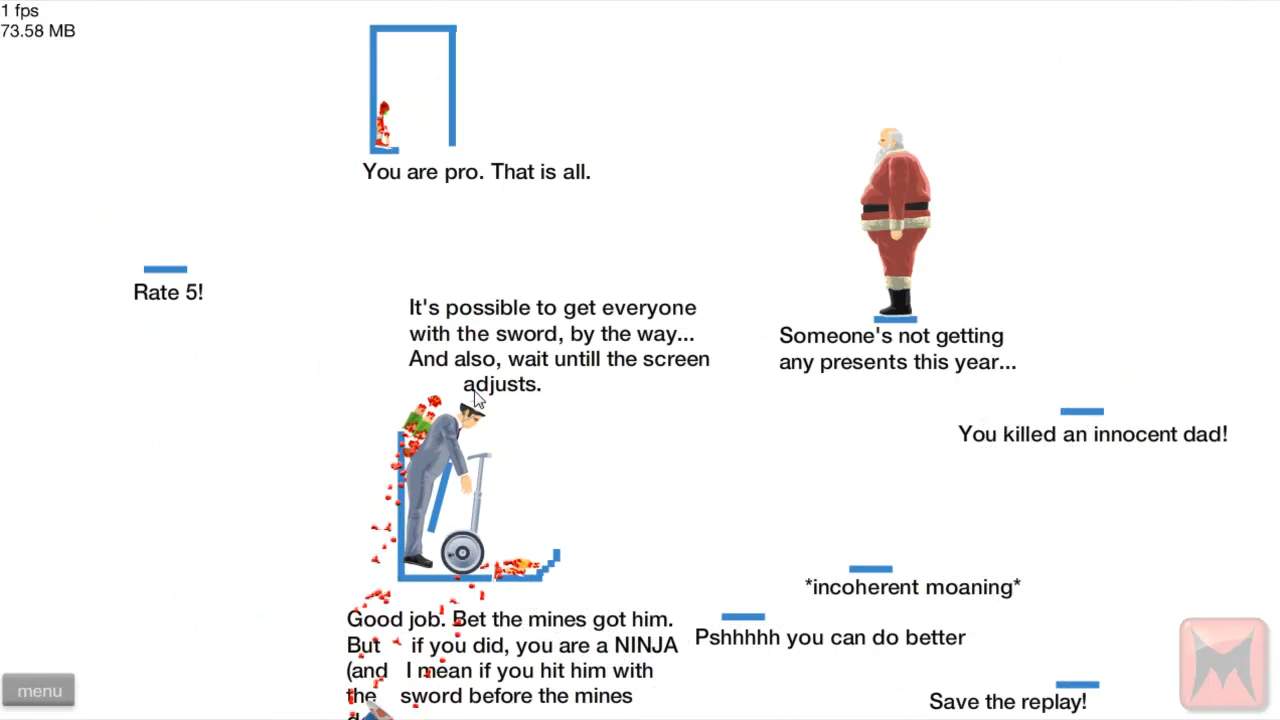 1 fps
73.58 MB
You are pro. That is all.
Rate 5!
It's possible to get everyone
with the sword, by the way...
And also, wait untill the screen
adjusts.
Someone's not getting
any presents this year...
You killed an innocent dad!
*incoherent moaning*
Good job. Bet the mines got him.
But if you did, you are a NINJA
(and I mean if you hit him with
the sword before the mines
Pshhhhh you can do better
Save the replay!
menu